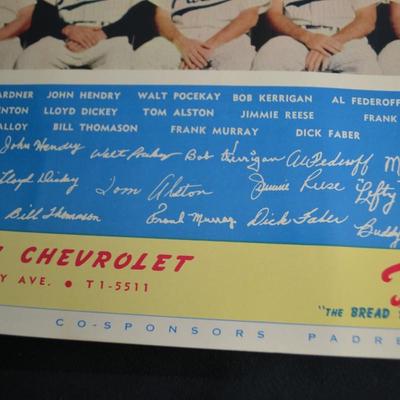 ARDNER JOHN HENDRY WALT POCEKAY BOB KERRIGAN AL FEDEROFF
NTON LLOYD DICKEY TOM ALSTON JIMMIE REESE FRANK
ALLOY BILL THOMASON FRANK MURRAY DICK FABER
John Hendry Walt Pocekay Bob Kerrigan Al Federoff M
Lloyd Dickey Tom Alston Jimmie Reese "Lefty
Bill Thomason Frank Murray Dick Faber Buddy
CHEVROLET
Y AVE. • T1-5511
"THE BREAD
CO-SPONSORS PADRE